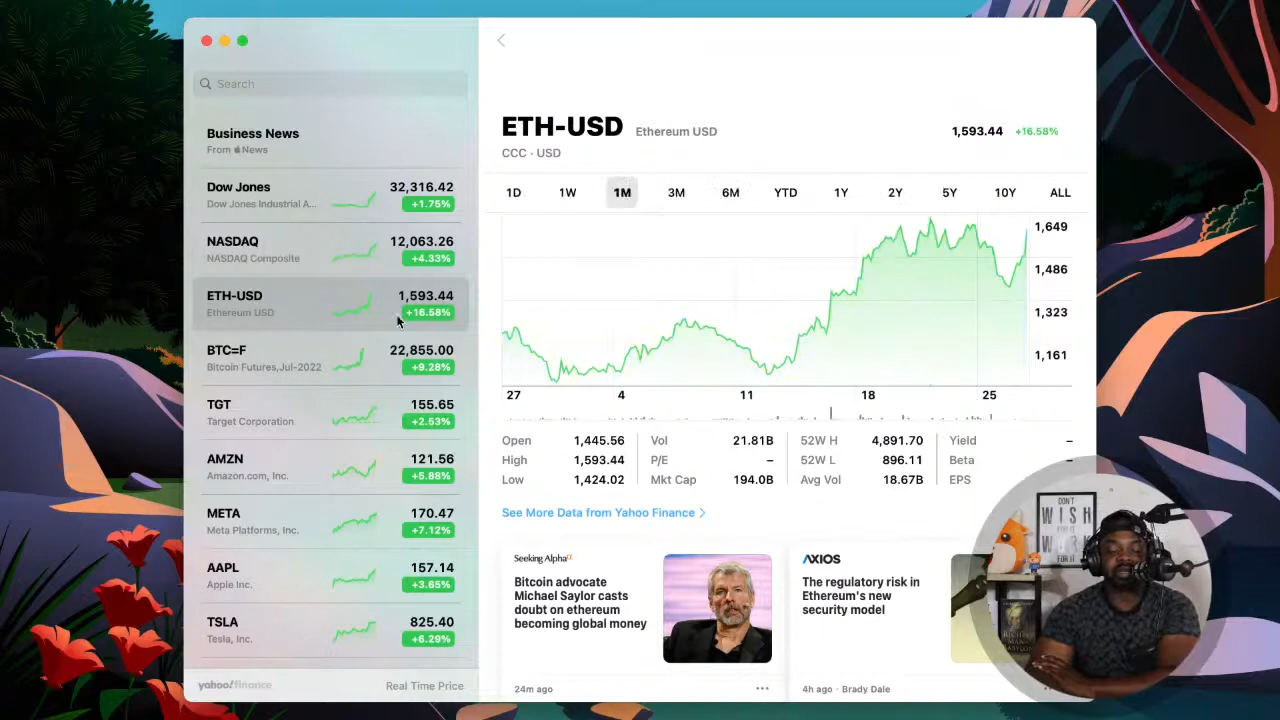 Search
Business News
From News
Dow Jones 32,316.42
Dow Jones Industrial A... +1.75%
NASDAQ 12,063.26
NASDAQ Composite +4.33%
ETH-USD 1,593.44
Ethereum USD +16.58%
BTC=F 22,855.00
Bitcoin Futures,Jul-2022 +9.28%
TGT 155.65
Target Corporation +2.53%
AMZN 121.56
Amazon.com, Inc. +5.88%
META 170.47
Meta Platforms, Inc. +7.12%
AAPL 157.14
Apple Inc. +3.65%
TSLA 825.40
Tesla, Inc. +6.29%
yahoo!finance Real Time Price
ETH-USD Ethereum USD 1,593.44 +16.58%
CCC · USD
1D 1W 1M 3M 6M YTD 1Y 2Y 5Y 10Y ALL
1,649
1,486
1,323
1,161
27 4 11 18 25
Open 1,445.56 Vol 21.81B 52W H 4,891.70 Yield –
High 1,593.44 P/E – 52W L 896.11 Beta –
Low 1,424.02 Mkt Cap 194.0B Avg Vol 18.67B EPS
See More Data from Yahoo Finance >
Seeking Alpha α
Bitcoin advocate
Michael Saylor casts
doubt on ethereum
becoming global money
24m ago ...
AXIOS
The regulatory risk in
Ethereum's new
security model
4h ago · Brady Dale
DON'T
WISH
FOR IT